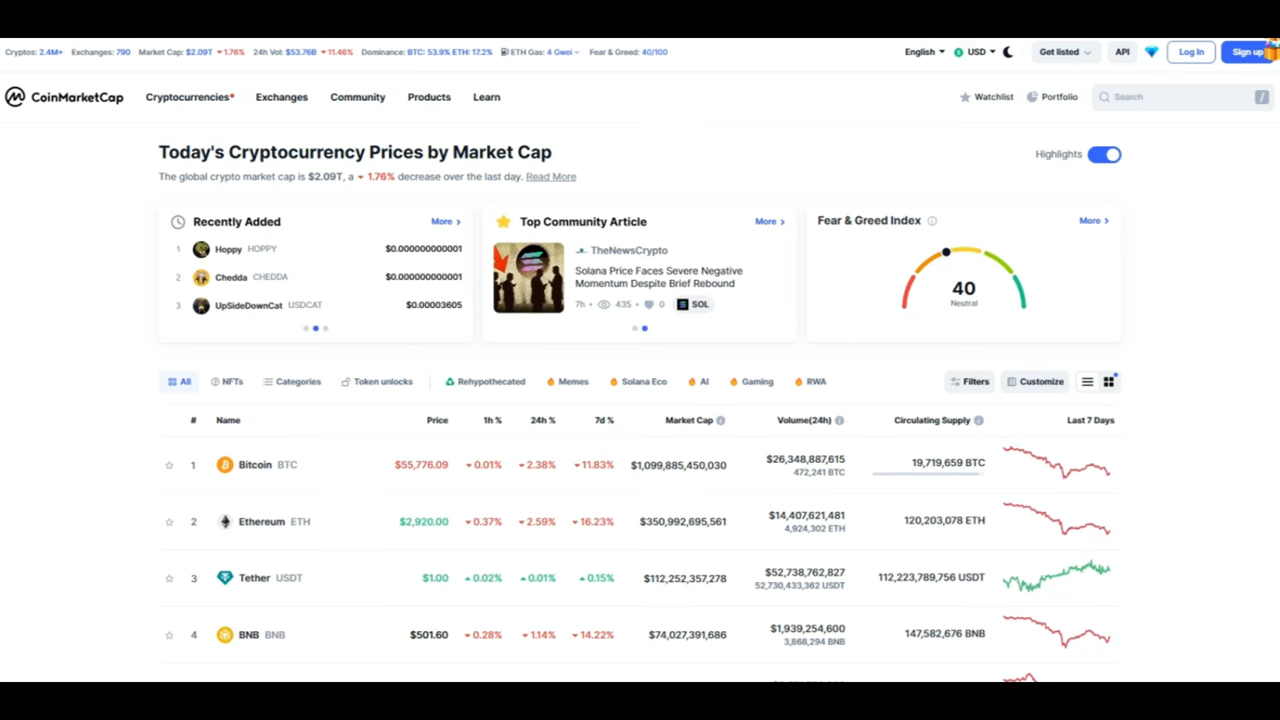 Cryptos: 2.4M+ Exchanges: 790 Market Cap: $2.09T 1.76% 24h Vol: $53.76B 11.46% Dominance: BTC: 53.9% ETH: 17.2% ETH Gas: 4 Gwei Fear & Greed: 40/100 English USD Get listed API Log In Sign up
CoinMarketCap Cryptocurrencies Exchanges Community Products Learn Watchlist Portfolio Search /
Today's Cryptocurrency Prices by Market Cap Highlights
The global crypto market cap is $2.09T, a 1.76% decrease over the last day. Read More
Recently Added More >
1 Hoppy HOPPY $0.000000000001
2 Chedda CHEDDA $0.000000000001
3 UpSideDownCat USDCAT $0.00003605
Top Community Article More >
TheNewsCrypto
Solana Price Faces Severe Negative
Momentum Despite Brief Rebound
7h • 435 • 0 SOL
Fear & Greed Index More >
40
Neutral
All NFTs Categories Token unlocks Rehypothecated Memes Solana Eco AI Gaming RWA Filters Customize
# Name Price 1h % 24h % 7d % Market Cap Volume(24h) Circulating Supply Last 7 Days
1 Bitcoin BTC $55,776.09 0.01% 2.38% 11.83% $1,099,885,450,030 $26,348,887,615 19,719,659 BTC
472,241 BTC
2 Ethereum ETH $2,920.00 0.37% 2.59% 16.23% $350,992,695,561 $14,407,621,481 120,203,078 ETH
4,924,302 ETH
3 Tether USDT $1.00 0.02% 0.01% 0.15% $112,252,357,278 $52,738,762,827 112,223,789,756 USDT
52,730,433,362 USDT
4 BNB BNB $501.60 0.28% 1.14% 14.22% $74,027,391,686 $1,939,254,600 147,582,676 BNB
3,868,294 BNB